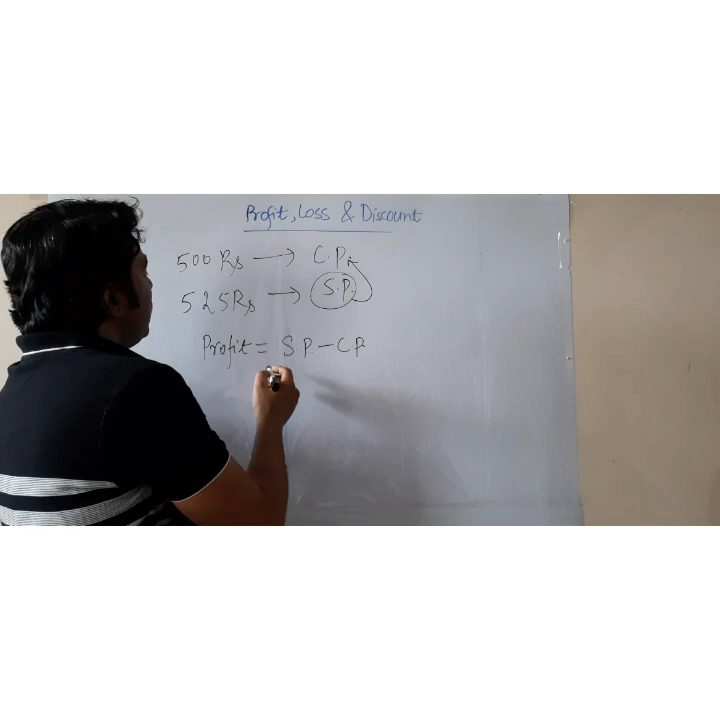 Profit, Loss & Discount
500 Rs → C.P.
525 Rs → S.P.
Profit = S.P. - C.P.